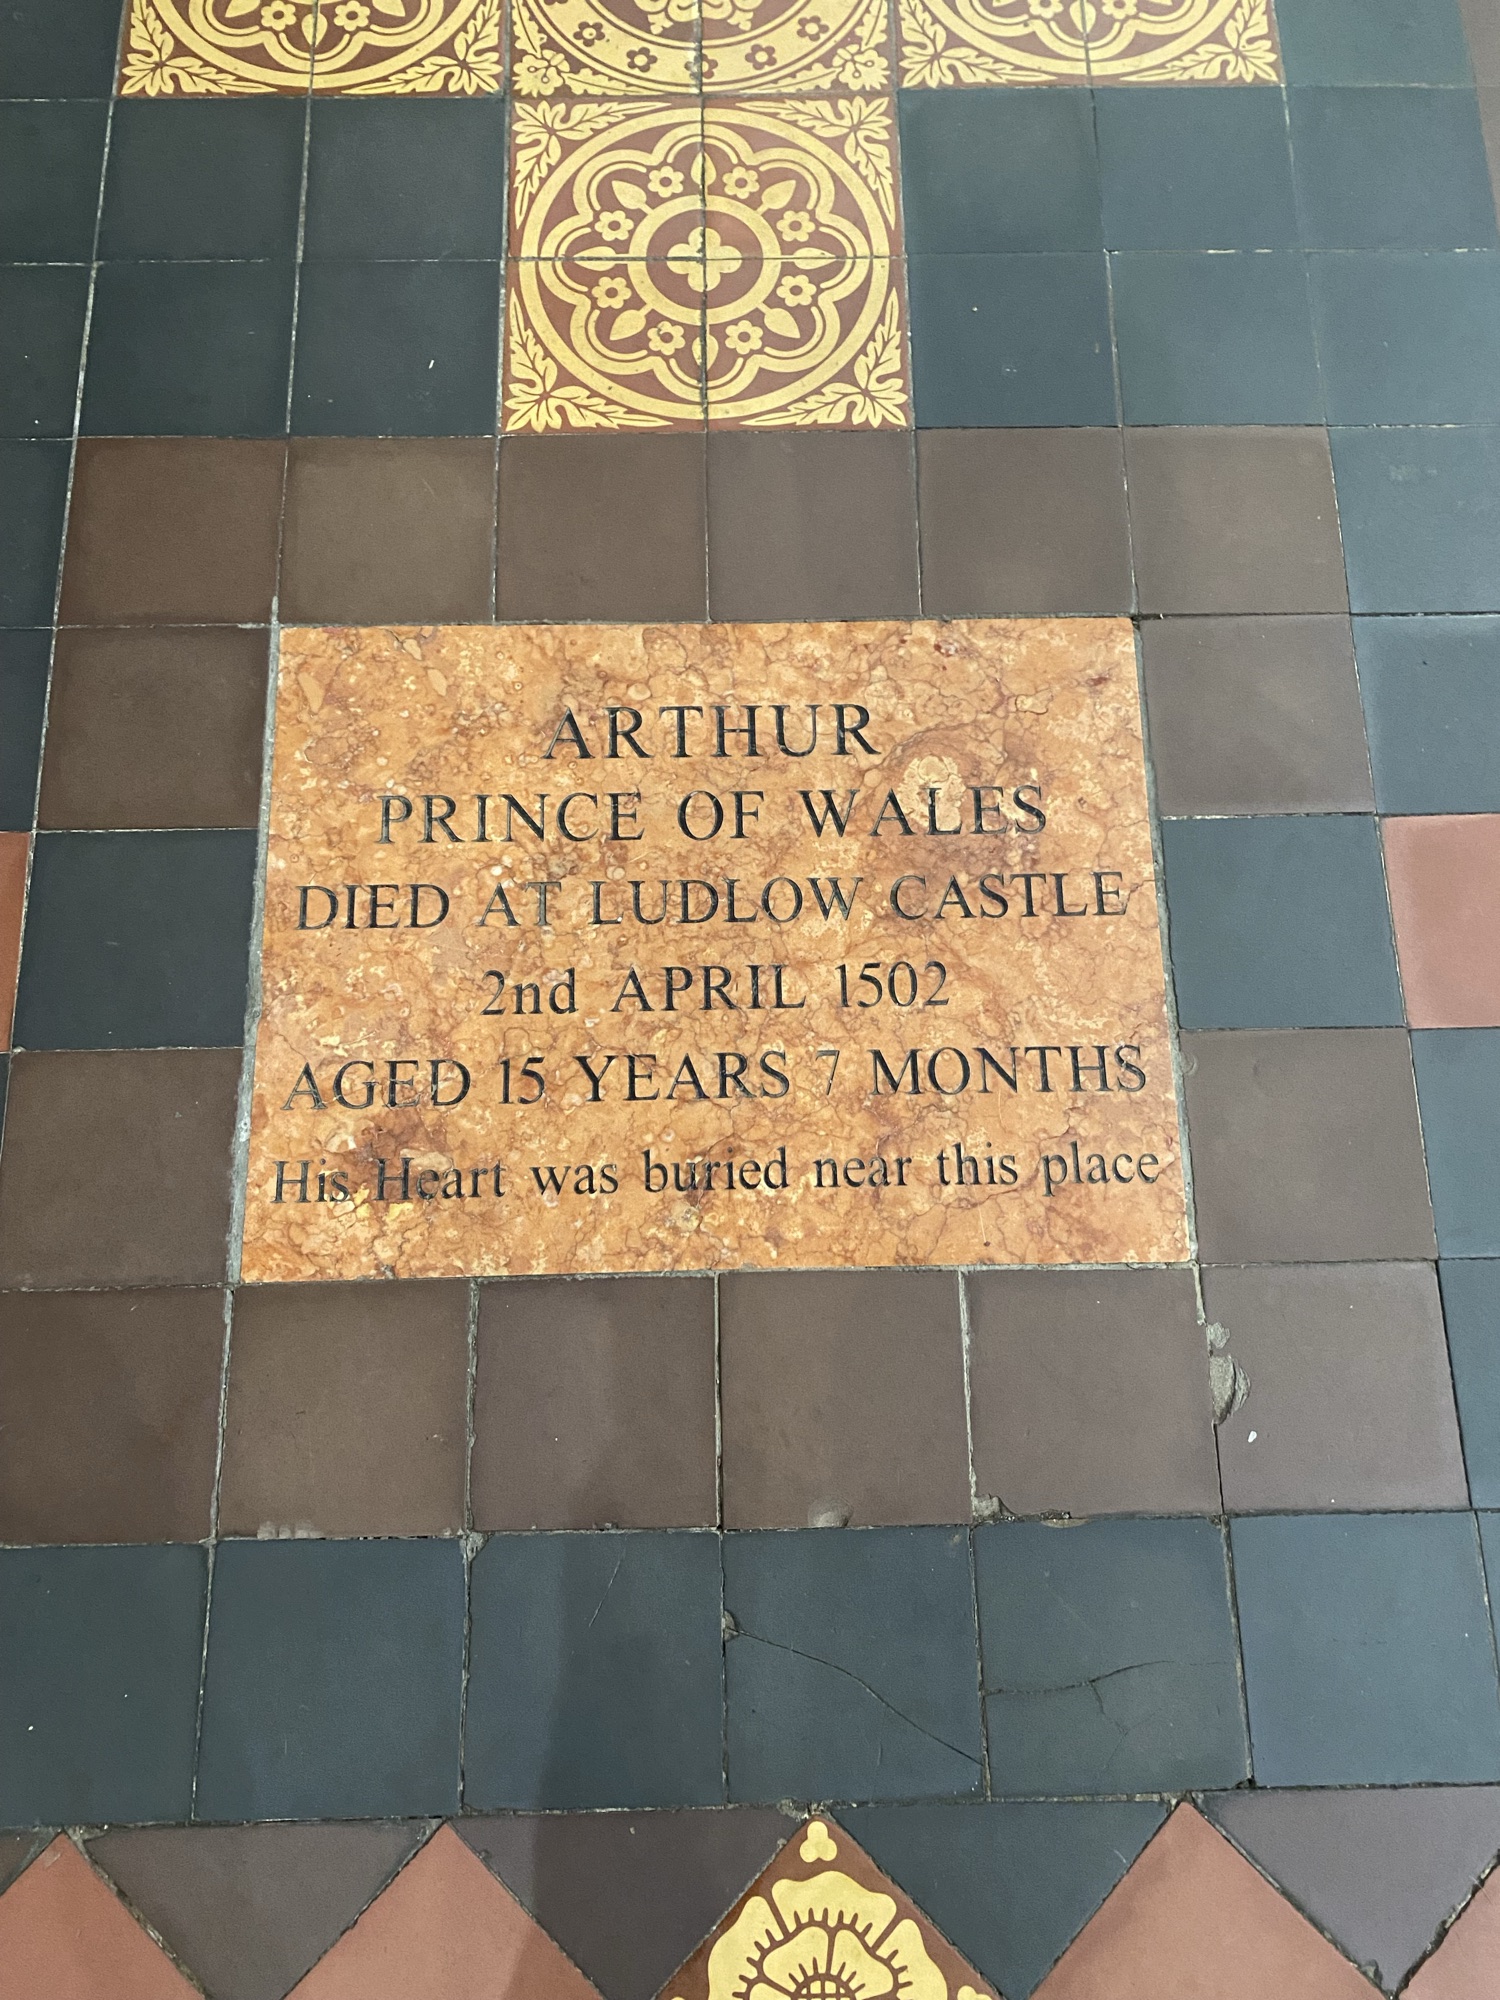 ARTHUR
PRINCE OF WALES
DIED AT LUDLOW CASTLE
2nd APRIL 1502
AGED 15 YEARS 7 MONTHS
His Heart was buried near this place